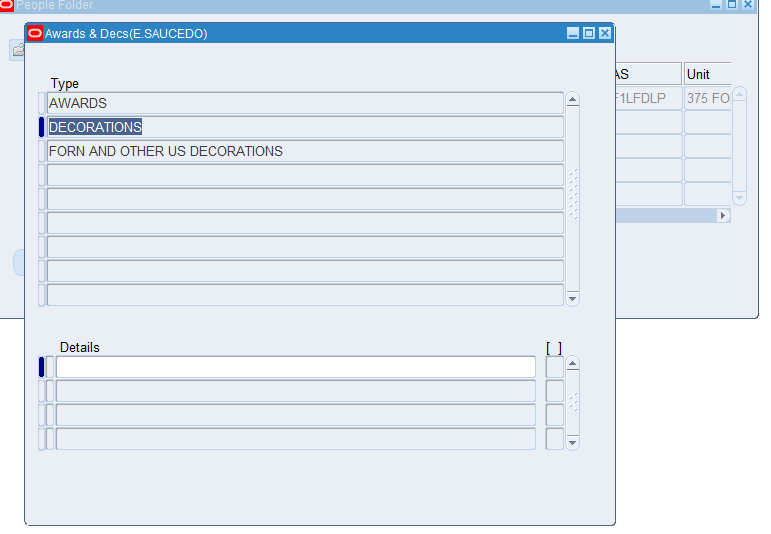 People Folder
Awards & Decs(E.SAUCEDO)
Type
AWARDS
DECORATIONS
FORN AND OTHER US DECORATIONS
AS Unit
F1LFDLP 375 FO
Details [ ]